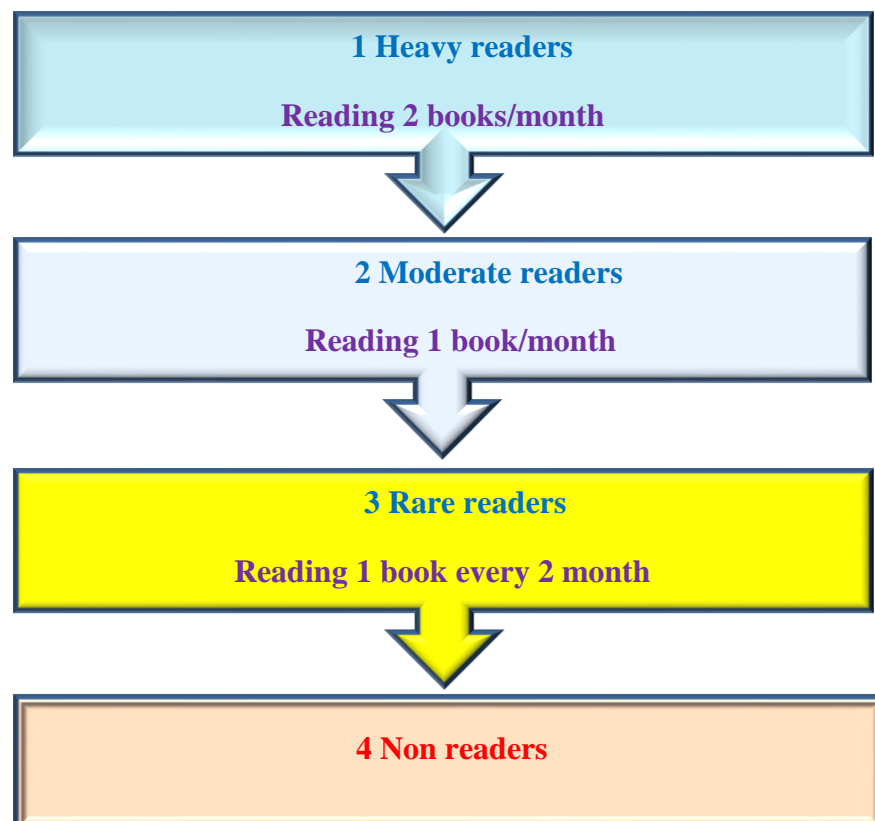 1 Heavy readers
Reading 2 books/month
2 Moderate readers
Reading 1 book/month
3 Rare readers
Reading 1 book every 2 month
4 Non readers